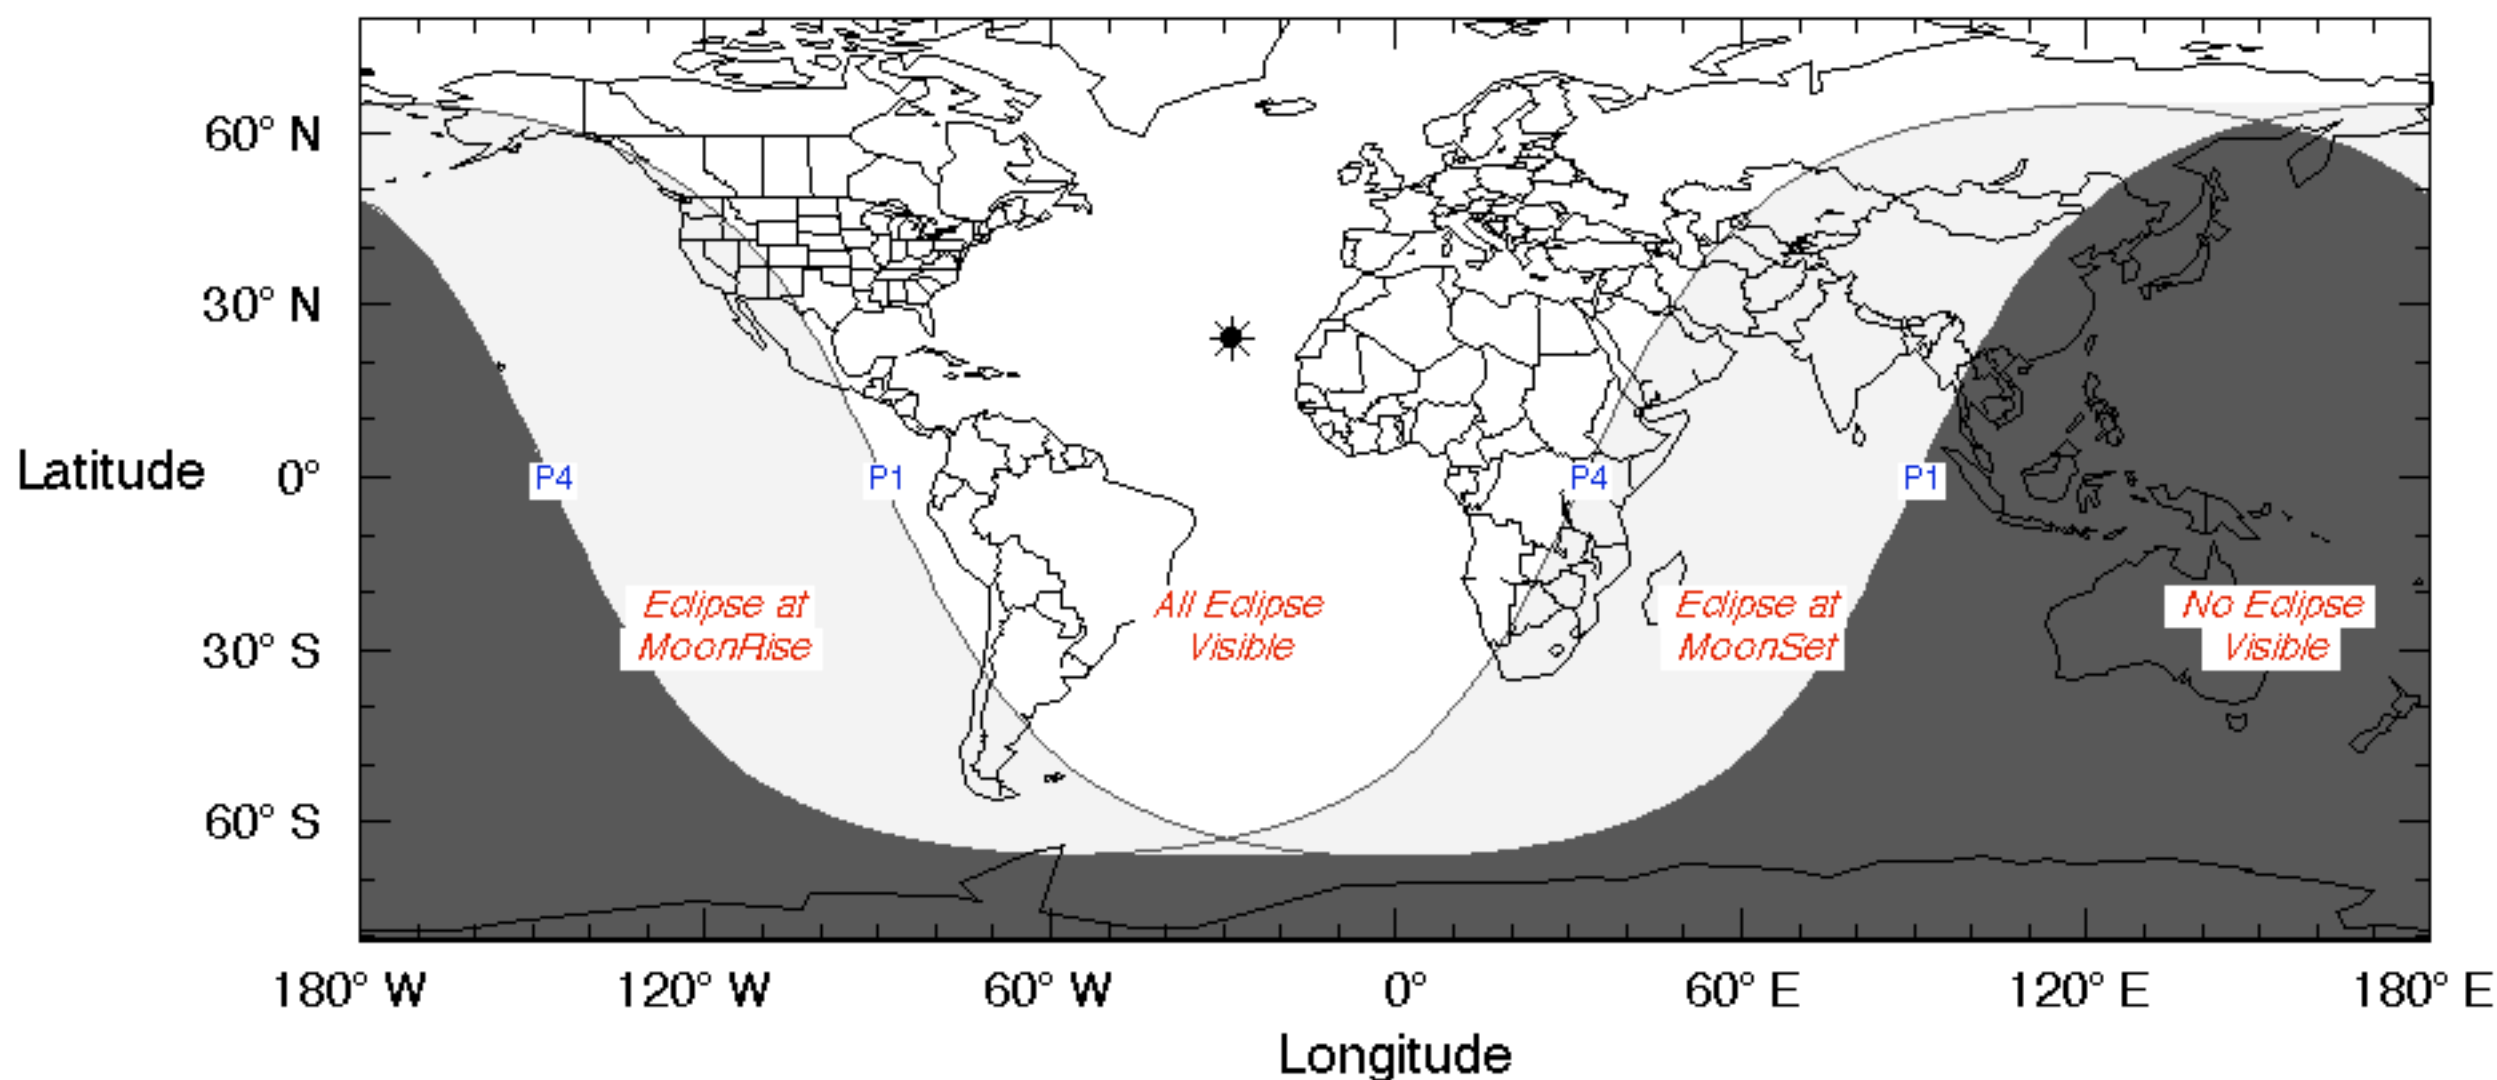 60° N
30° N
Latitude 0°
P4 P1 P4 P1
Eclipse at
MoonRise
All Eclipse
Visible
Eclipse at
MoonSet
No Eclipse
Visible
30° S
60° S
180° W 120° W 60° W 0° 60° E 120° E 180° E
Longitude